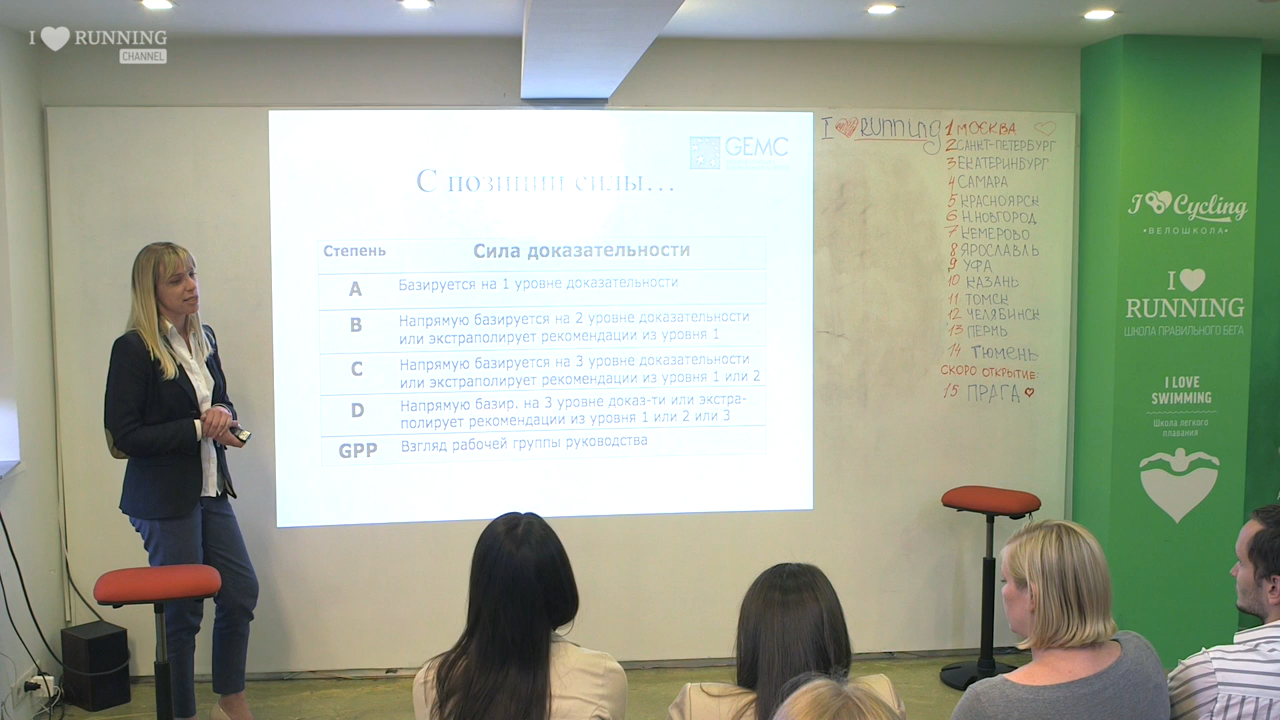 I ❤ RUNNING
CHANNEL
GEMC
С позиции силы...
Степень Сила доказательности
A Базируется на 1 уровне доказательности
B Напрямую базируется на 2 уровне доказательности
или экстраполирует рекомендации из уровня 1
C Напрямую базируется на 3 уровне доказательности
или экстраполирует рекомендации из уровня 1 или 2
D Напрямую базир. на 3 уровне доказ-ти или экстра-
полирует рекомендации из уровня 1 или 2 или 3
GPP Взгляд рабочей группы руководства
I ❤ RUNNING
1 МОСКВА
2 САНКТ-ПЕТЕРБУРГ
3 ЕКАТЕРИНБУРГ
4 САМАРА
5 КРАСНОЯРСК
6 Н.НОВГОРОД
7 КЕМЕРОВО
8 ЯРОСЛАВЛЬ
9 УФА
10 КАЗАНЬ
11 ТОМСК
12 ЧЕЛЯБИНСК
13 ПЕРМЬ
14 ТЮМЕНЬ
СКОРО ОТКРЫТИЕ:
15 ПРАГА ❤
I ❤ Cycling
•ВЕЛОШКОЛА•
I ❤
RUNNING
ШКОЛА ПРАВИЛЬНОГО БЕГА
I LOVE
SWIMMING
Школа легкого
плавания